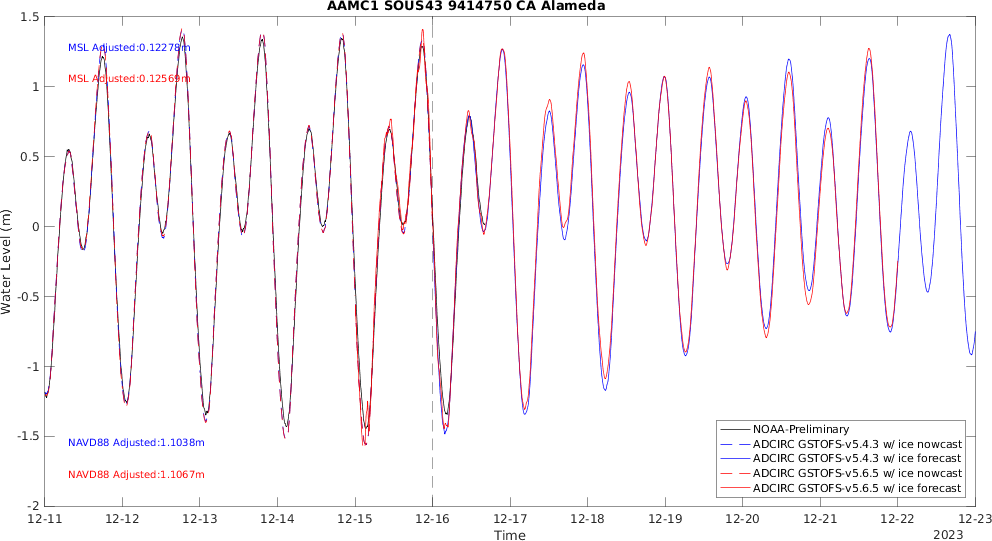 AAMC1 SOUS43 9414750 CA Alameda
1.5
1
0.5
0
-0.5
-1
-1.5
-2
Water Level (m)
MSL Adjusted:0.12278m
MSL Adjusted:0.12569m
NAVD88 Adjusted:1.1038m
NAVD88 Adjusted:1.1067m
NOAA-Preliminary
ADCIRC GSTOFS-v5.4.3 w/ ice nowcast
ADCIRC GSTOFS-v5.4.3 w/ ice forecast
ADCIRC GSTOFS-v5.6.5 w/ ice nowcast
ADCIRC GSTOFS-v5.6.5 w/ ice forecast
12-11 12-12 12-13 12-14 12-15 12-16 12-17 12-18 12-19 12-20 12-21 12-22 12-23
Time
2023